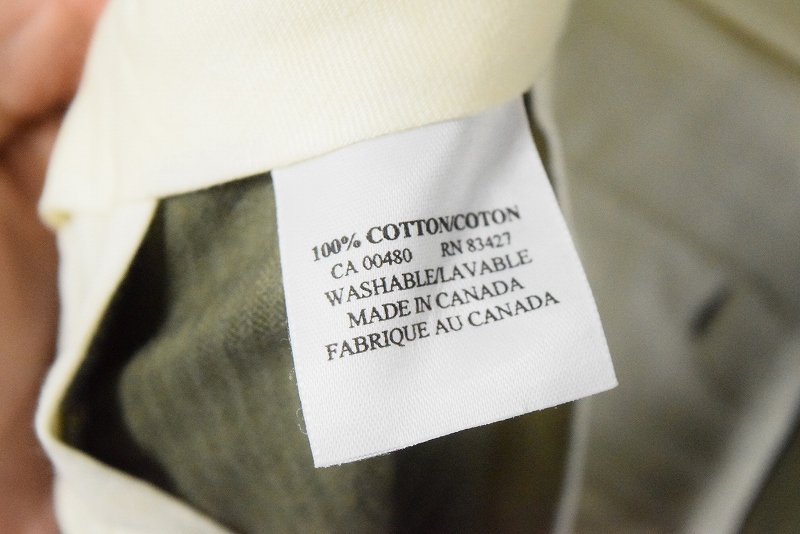 100% COTTON/COTON
CA 00480 RN 83427
WASHABLE/LAVABLE
MADE IN CANADA
FABRIQUE AU CANADA